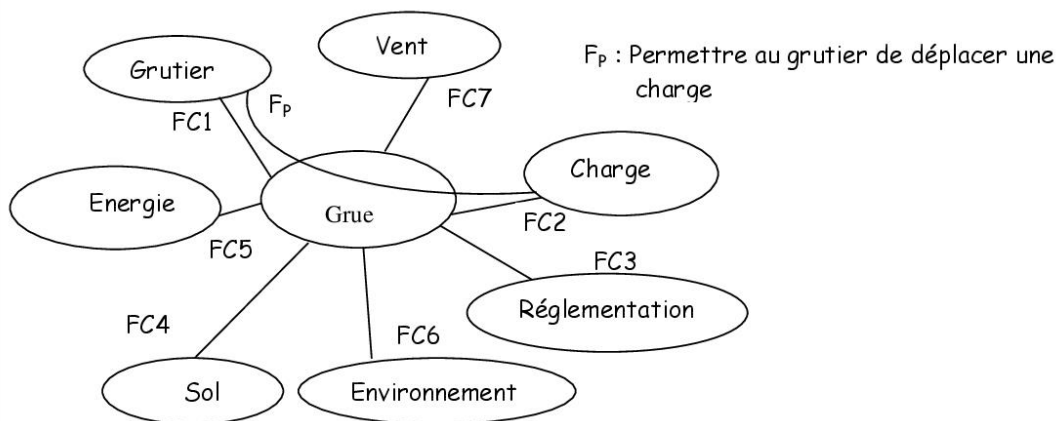 Vent
Fₚ : Permettre au grutier de déplacer une
charge
Grutier
Fₚ
FC7
FC1
Charge
Energie
Grue
FC2
FC5
FC3
Réglementation
FC4
FC6
Sol
Environnement